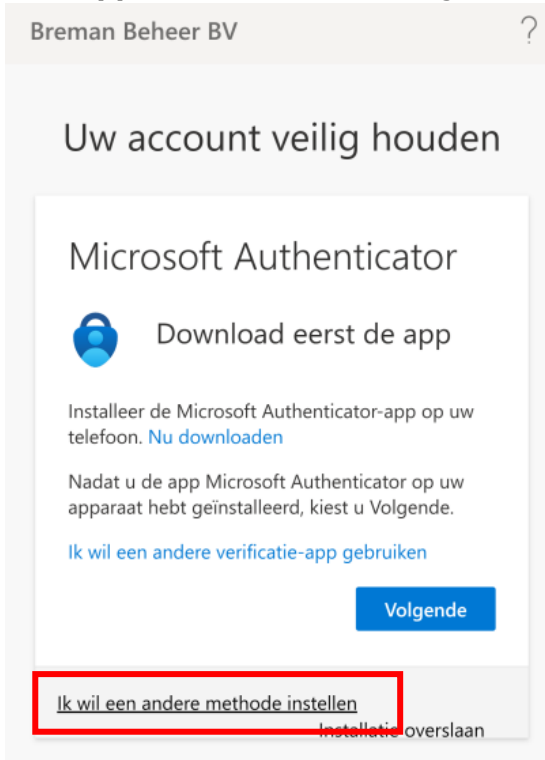 Breman Beheer BV
?
Uw account veilig houden
Microsoft Authenticator
Download eerst de app
Installeer de Microsoft Authenticator-app op uw
telefoon. Nu downloaden
Nadat u de app Microsoft Authenticator op uw
apparaat hebt geïnstalleerd, kiest u Volgende.
Ik wil een andere verificatie-app gebruiken
Volgende
Ik wil een andere methode instellen
Installatie overslaan